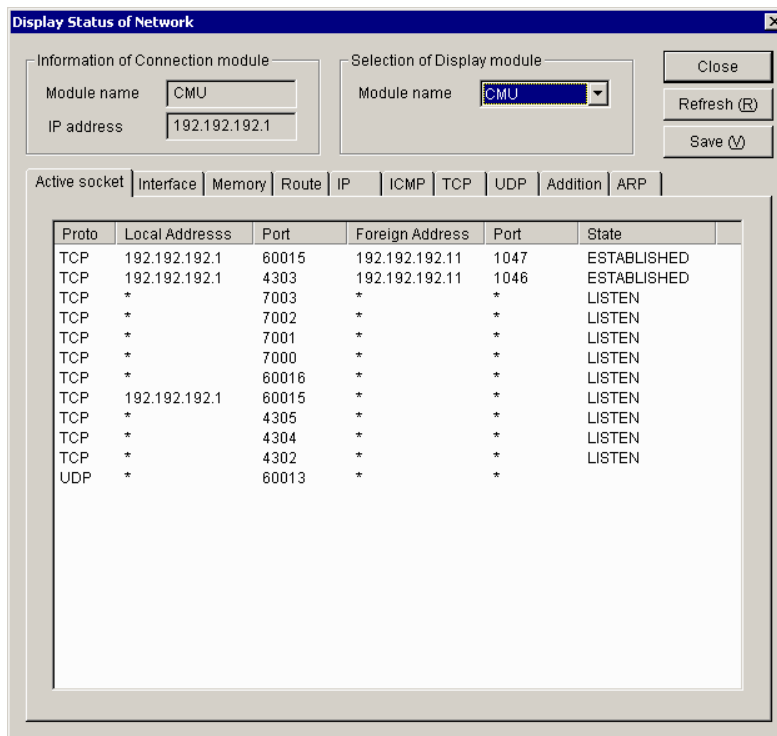 Display Status of Network
Information of Connection module
Selection of Display module
Close
Module name CMU
Module name CMU
Refresh (R)
IP address 192.192.192.1
Save (V)
Active socket Interface Memory Route IP ICMP TCP UDP Addition ARP
Proto Local Addresss Port Foreign Address Port State
TCP 192.192.192.1 60015 192.192.192.11 1047 ESTABLISHED
TCP 192.192.192.1 4303 192.192.192.11 1046 ESTABLISHED
TCP * 7003 * * LISTEN
TCP * 7002 * * LISTEN
TCP * 7001 * * LISTEN
TCP * 7000 * * LISTEN
TCP * 60016 * * LISTEN
TCP 192.192.192.1 60015 * * LISTEN
TCP * 4305 * * LISTEN
TCP * 4304 * * LISTEN
TCP * 4302 * * LISTEN
UDP * 60013 * *